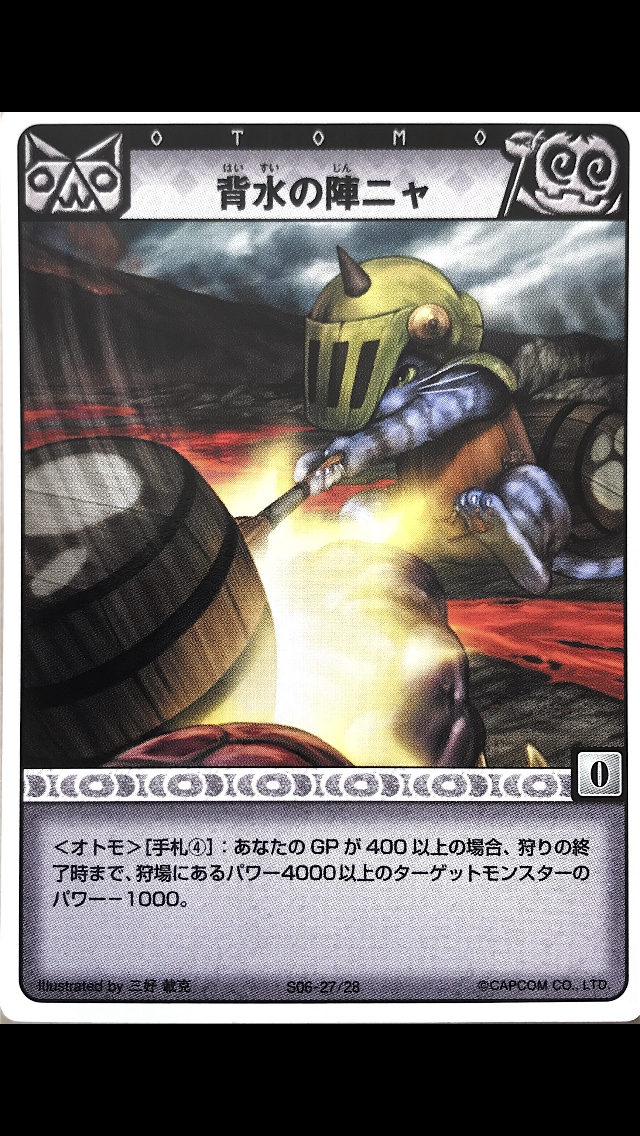 OTOMO
はいすいじん
背水の陣ニャ
0
＜オトモ＞[手札④]：あなたのGPが400以上の場合、狩りの終
了時まで、狩場にあるパワー4000以上のターゲットモンスターの
パワー－1000。
Illustrated by 三好 載克 S06-27/28 ©CAPCOM CO., LTD.